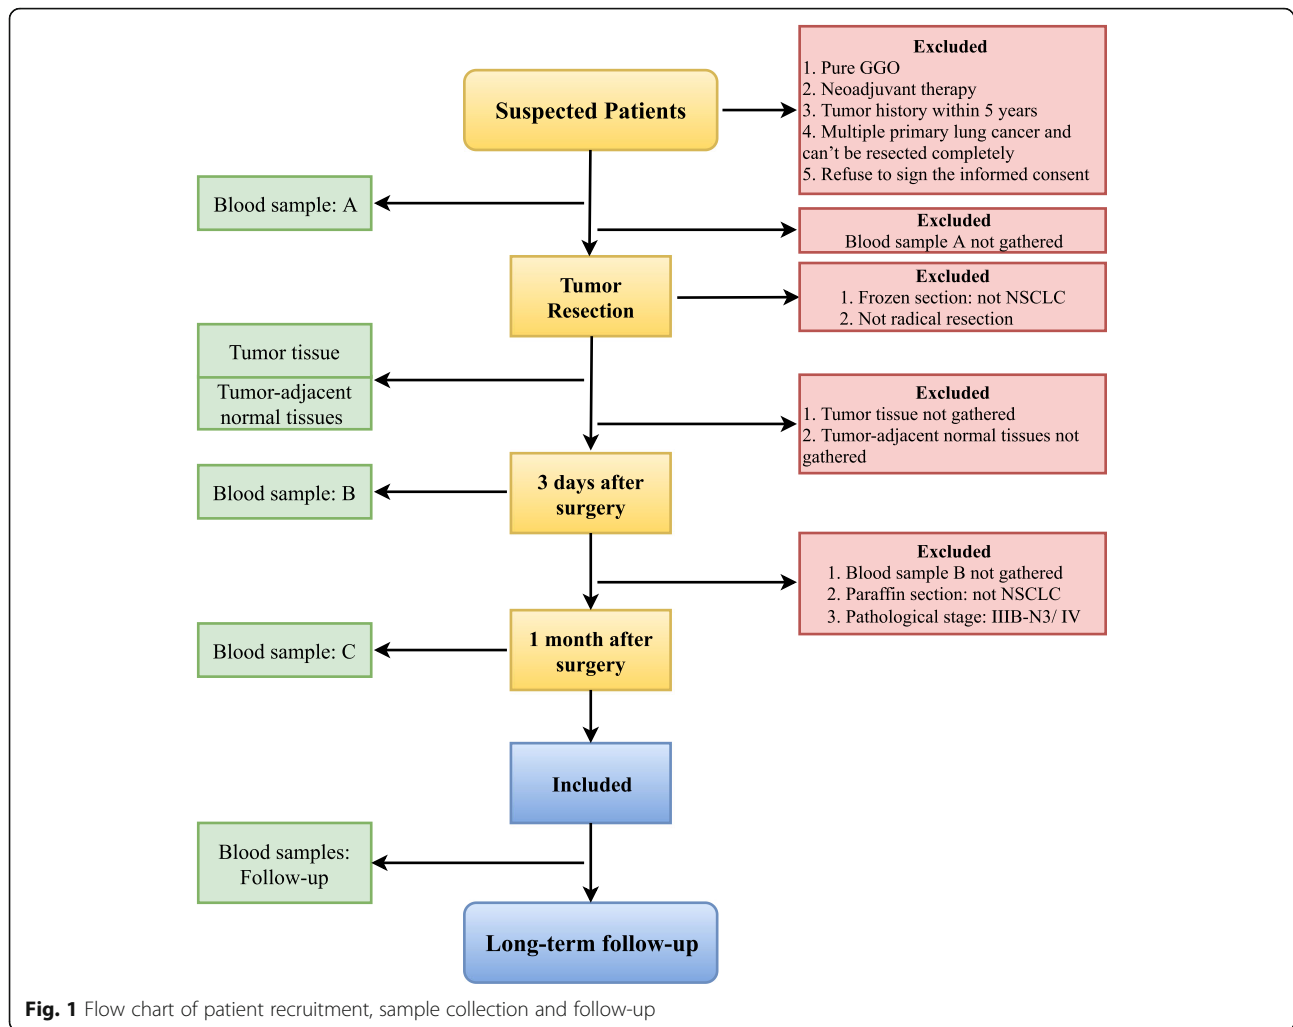 Excluded
1. Pure GGO
2. Neoadjuvant therapy
3. Tumor history within 5 years
4. Multiple primary lung cancer and
can't be resected completely
5. Refuse to sign the informed consent
Suspected Patients
Blood sample: A
Excluded
Blood sample A not gathered
Tumor
Resection
Excluded
1. Frozen section: not NSCLC
2. Not radical resection
Tumor tissue
Tumor-adjacent
normal tissues
Excluded
1. Tumor tissue not gathered
2. Tumor-adjacent normal tissues not
gathered
3 days after
surgery
Blood sample: B
Excluded
1. Blood sample B not gathered
2. Paraffin section: not NSCLC
3. Pathological stage: IIIB-N3/ IV
1 month after
surgery
Blood sample: C
Included
Blood samples:
Follow-up
Long-term follow-up
Fig. 1 Flow chart of patient recruitment, sample collection and follow-up